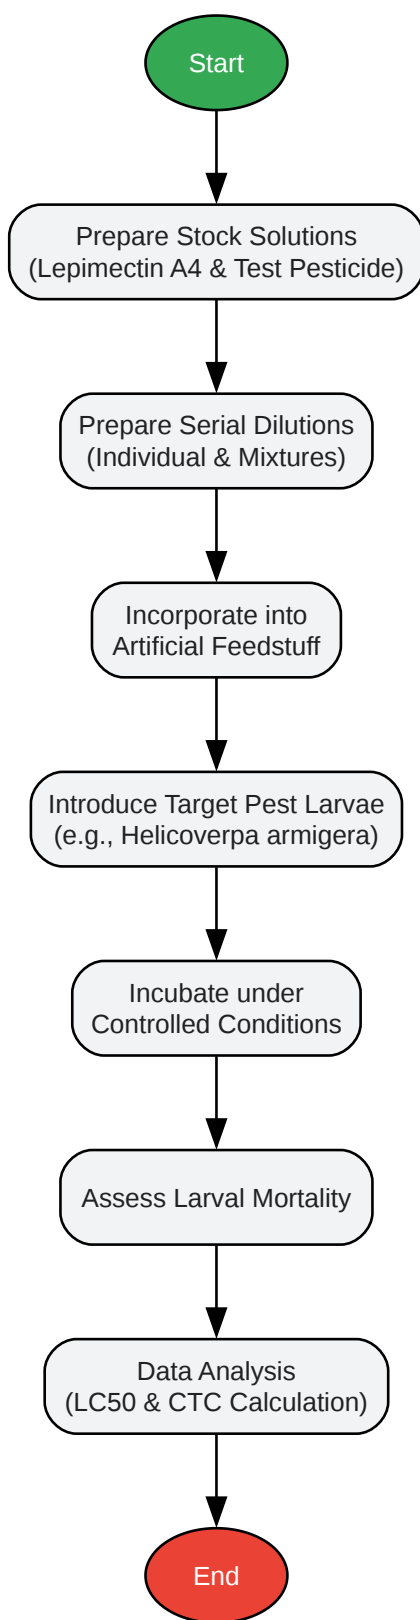 Start
Prepare Stock Solutions
(Lepimectin A4 & Test Pesticide)
Prepare Serial Dilutions
(Individual & Mixtures)
Incorporate into
Artificial Feedstuff
Introduce Target Pest Larvae
(e.g., Helicoverpa armigera)
Incubate under
Controlled Conditions
Assess Larval Mortality
Data Analysis
(LC50 & CTC Calculation)
End